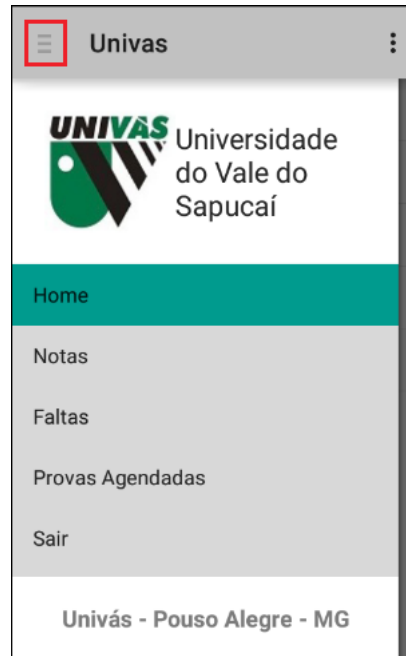 Univas
UNIVÁS
Universidade
do Vale do
Sapucaí
Home
Notas
Faltas
Provas Agendadas
Sair
Univás - Pouso Alegre - MG